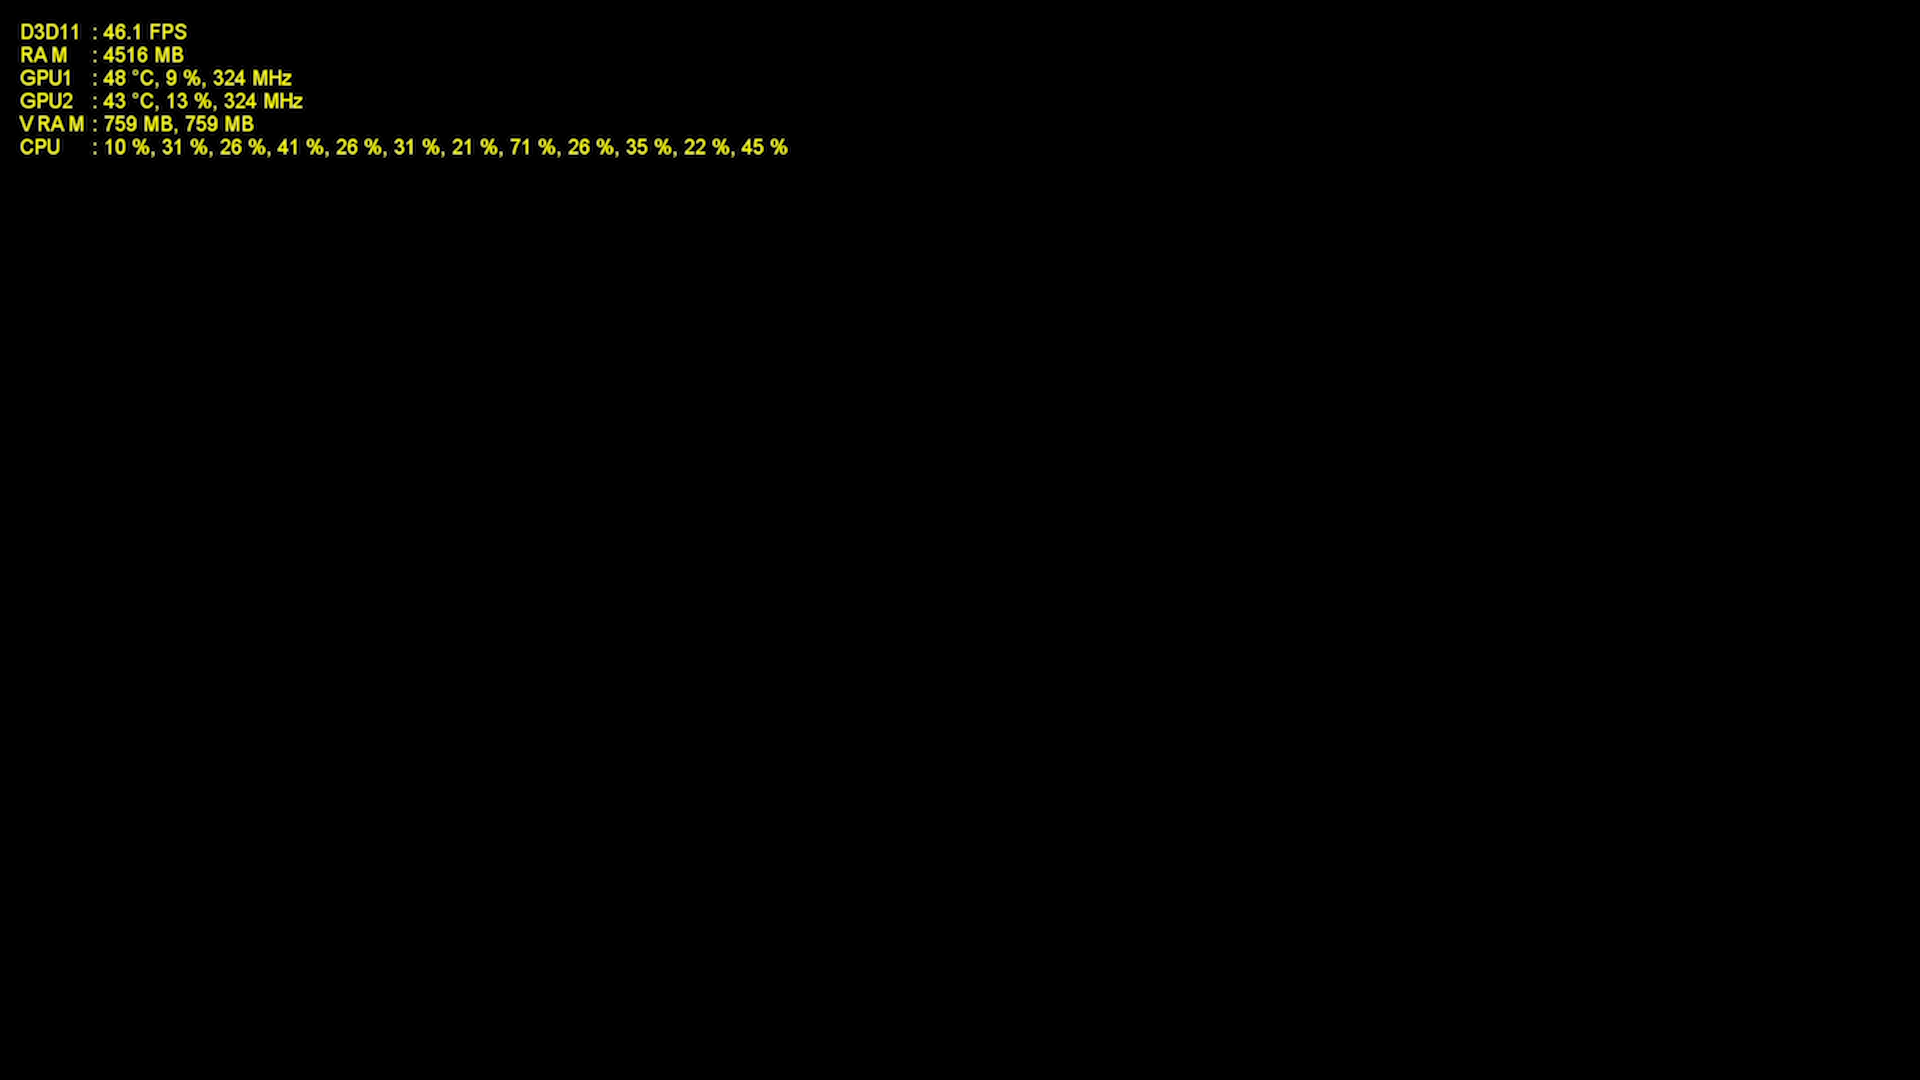 D3D11 : 46.1 FPS
RAM : 4516 MB
GPU1 : 48 °C, 9 %, 324 MHz
GPU2 : 43 °C, 13 %, 324 MHz
VRAM : 759 MB, 759 MB
CPU : 10 %, 31 %, 26 %, 41 %, 26 %, 31 %, 21 %, 71 %, 26 %, 35 %, 22 %, 45 %